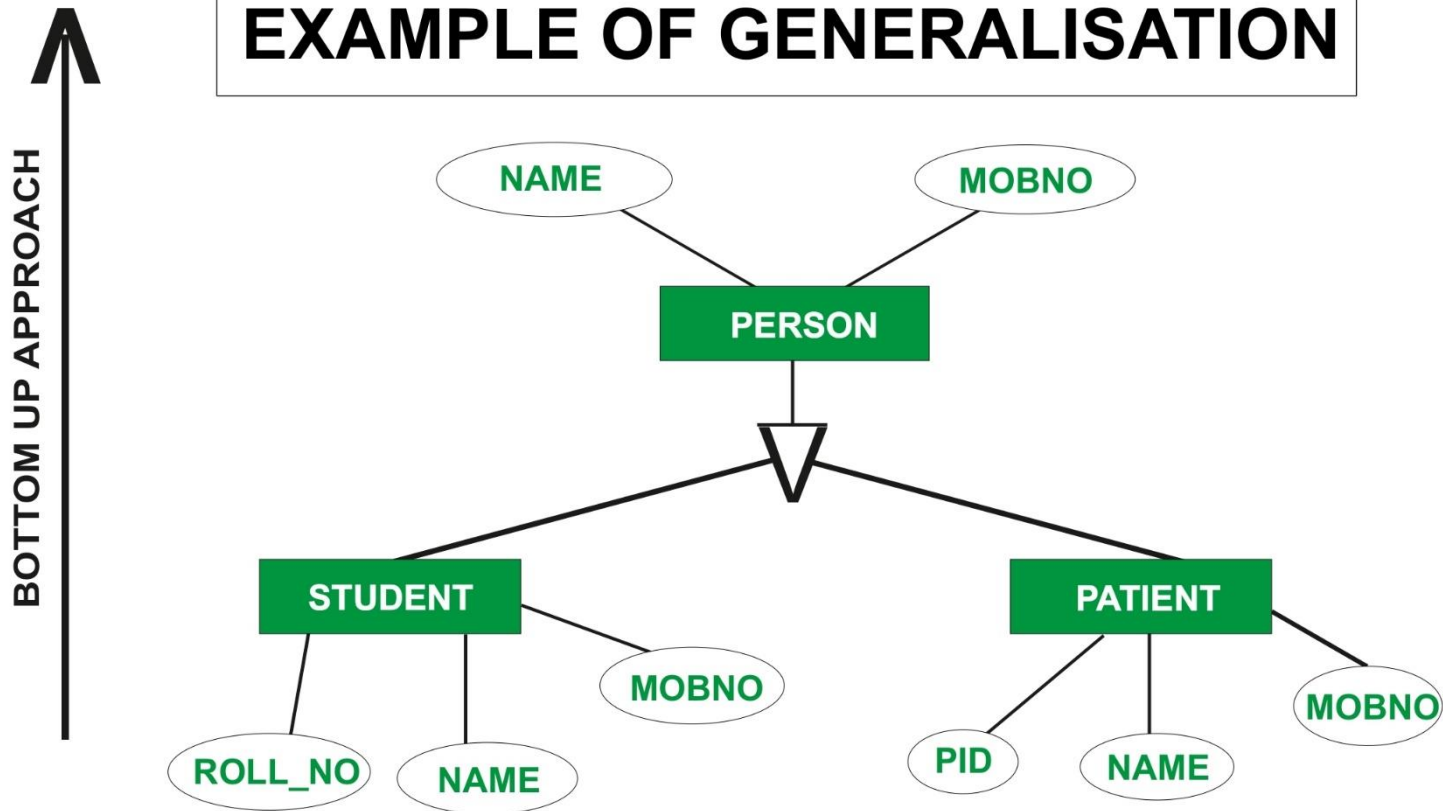 EXAMPLE OF GENERALISATION
BOTTOM UP APPROACH
NAME
MOBNO
PERSON
STUDENT
PATIENT
MOBNO
MOBNO
ROLL_NO
NAME
PID
NAME